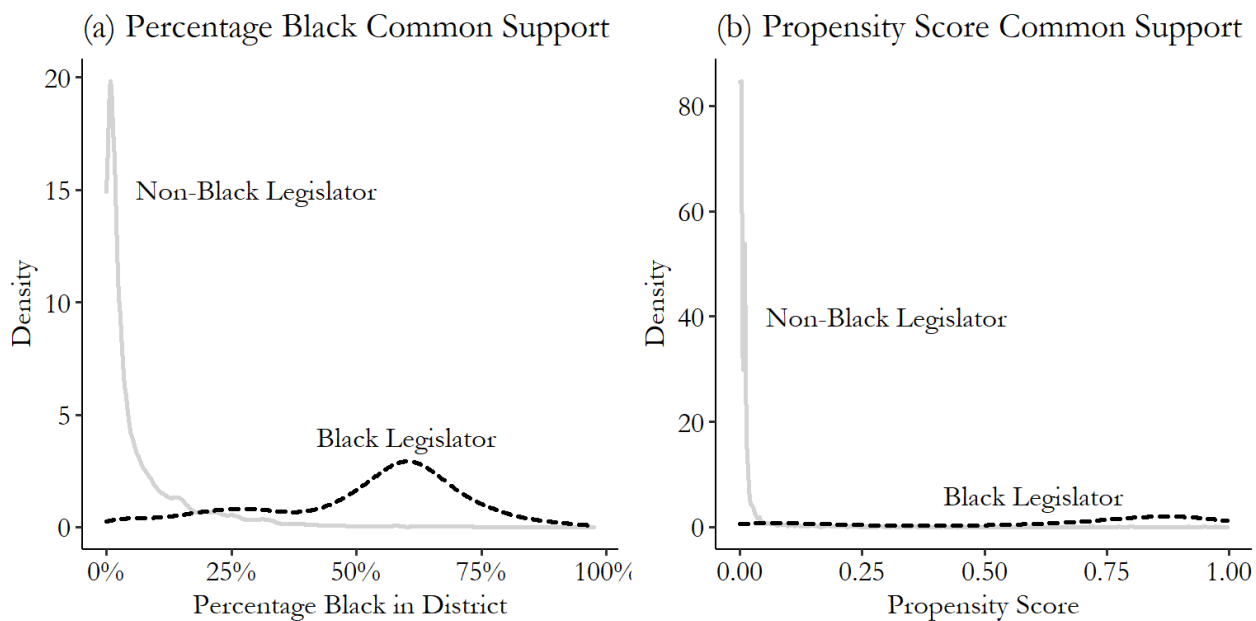 (a) Percentage Black Common Support
20
15
10
5
0
Density
Non-Black Legislator
Black Legislator
0% 25% 50% 75% 100%
Percentage Black in District
(b) Propensity Score Common Support
80
60
40
20
0
Density
Non-Black Legislator
Black Legislator
0.00 0.25 0.50 0.75 1.00
Propensity Score